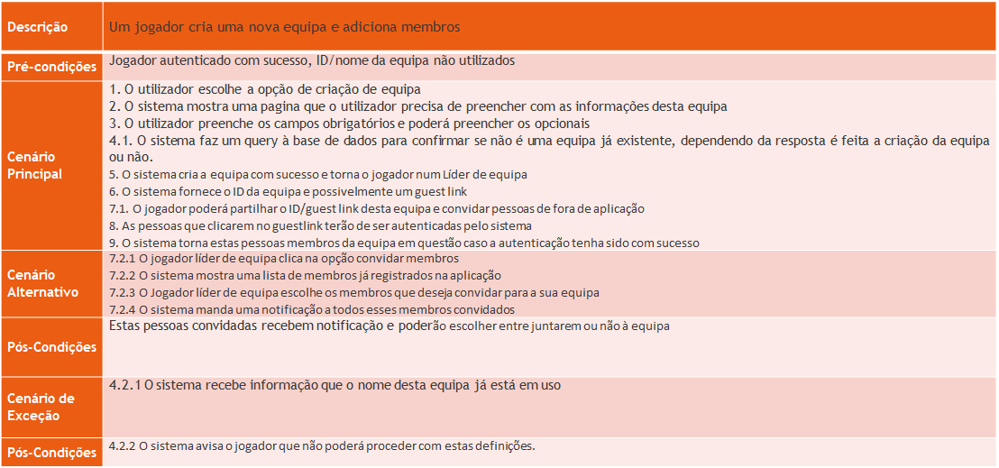 Descrição
Um jogador cria uma nova equipa e adiciona membros
Pré-condições
Jogador autenticado com sucesso, ID/nome da equipa não utilizados
Cenário
Principal
1. O utilizador escolhe a opção de criação de equipa
2. O sistema mostra uma pagina que o utilizador precisa de preencher com as informações desta equipa
3. O utilizador preenche os campos obrigatórios e poderá preencher os opcionais
4.1. O sistema faz um query à base de dados para confirmar se não é uma equipa já existente, dependendo da resposta é feita a criação da equipa
ou não.
5. O sistema cria a equipa com sucesso e torna o jogador num Líder de equipa
6. O sistema fornece o ID da equipa e possivelmente um guest link
7.1. O jogador poderá partilhar o ID/guest link desta equipa e convidar pessoas de fora de aplicação
8. As pessoas que clicarem no guestlink terão de ser autenticadas pelo sistema
9. O sistema torna estas pessoas membros da equipa em questão caso a autenticação tenha sido com sucesso
Cenário
Alternativo
7.2.1 O jogador líder de equipa clica na opção convidar membros
7.2.2 O sistema mostra uma lista de membros já registrados na aplicação
7.2.3 O Jogador líder de equipa escolhe os membros que deseja convidar para a sua equipa
7.2.4 O sistema manda uma notificação a todos esses membros convidados
Pós-Condições
Estas pessoas convidadas recebem notificação e poderão escolher entre juntarem ou não à equipa
Cenário de
Exceção
4.2.1 O sistema recebe informação que o nome desta equipa já está em uso
Pós-Condições
4.2.2 O sistema avisa o jogador que não poderá proceder com estas definições.